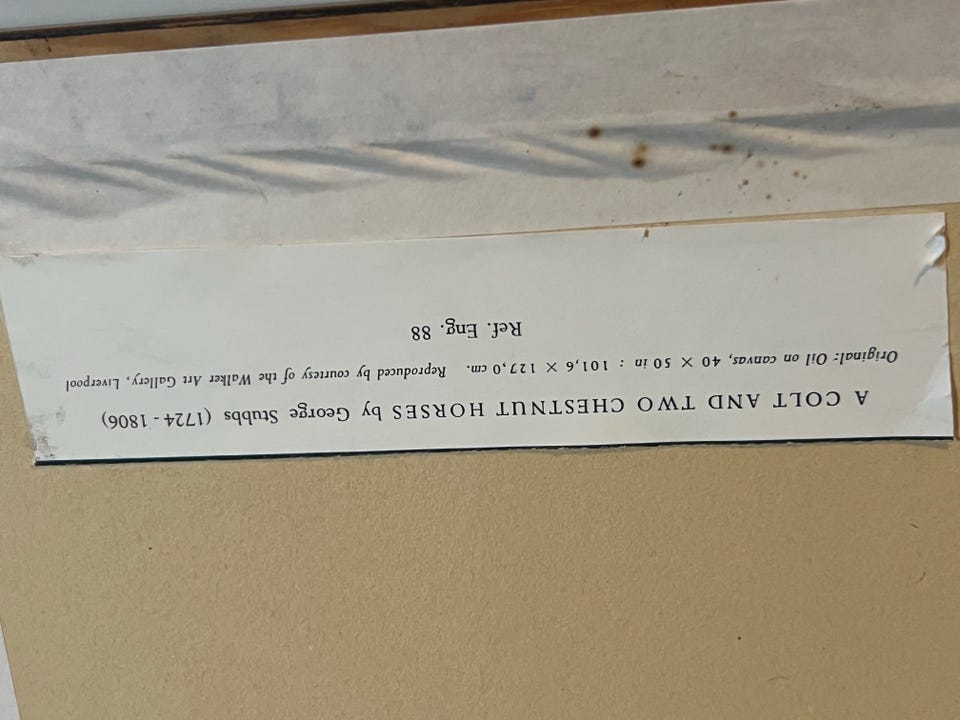 A COLT AND TWO CHESTNUT HORSES by George Stubbs (1724 - 1806)
Original: Oil on canvas, 40 × 50 in : 101,6 × 127,0 cm. Reproduced by courtesy of the Walker Art Gallery, Liverpool
Ref. Eng. 88